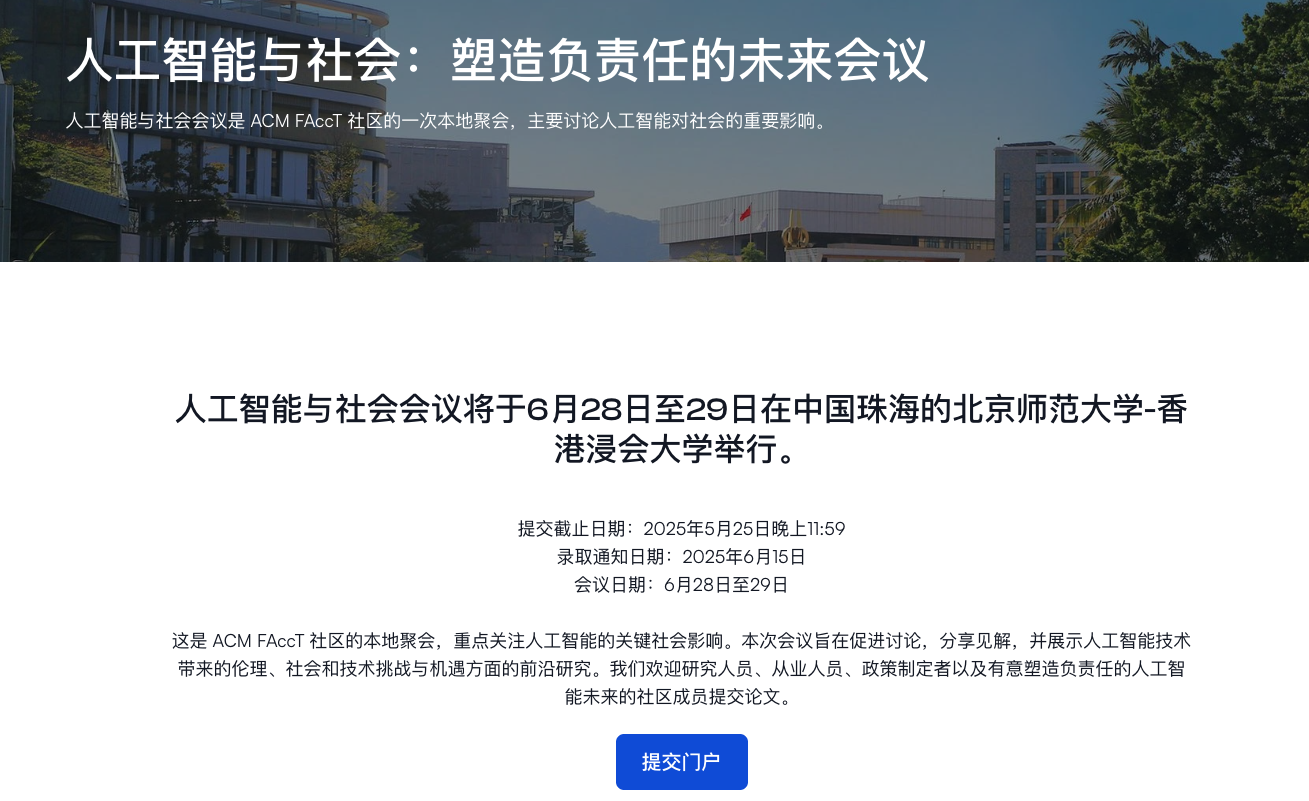 人工智能与社会：塑造负责任的未来会议
人工智能与社会会议是 ACM FAccT 社区的一次本地聚会，主要讨论人工智能对社会的重要影响。
人工智能与社会会议将于6月28日至29日在中国珠海的北京师范大学-香
港浸会大学举行。
提交截止日期：2025年5月25日晚上11:59
录取通知日期：2025年6月15日
会议日期：6月28日至29日
这是 ACM FAccT 社区的本地聚会，重点关注人工智能的关键社会影响。本次会议旨在促进讨论，分享见解，并展示人工智能技术
带来的伦理、社会和技术挑战与机遇方面的前沿研究。我们欢迎研究人员、从业人员、政策制定者以及有意塑造负责任的人工智
能未来的社区成员提交论文。
提交门户